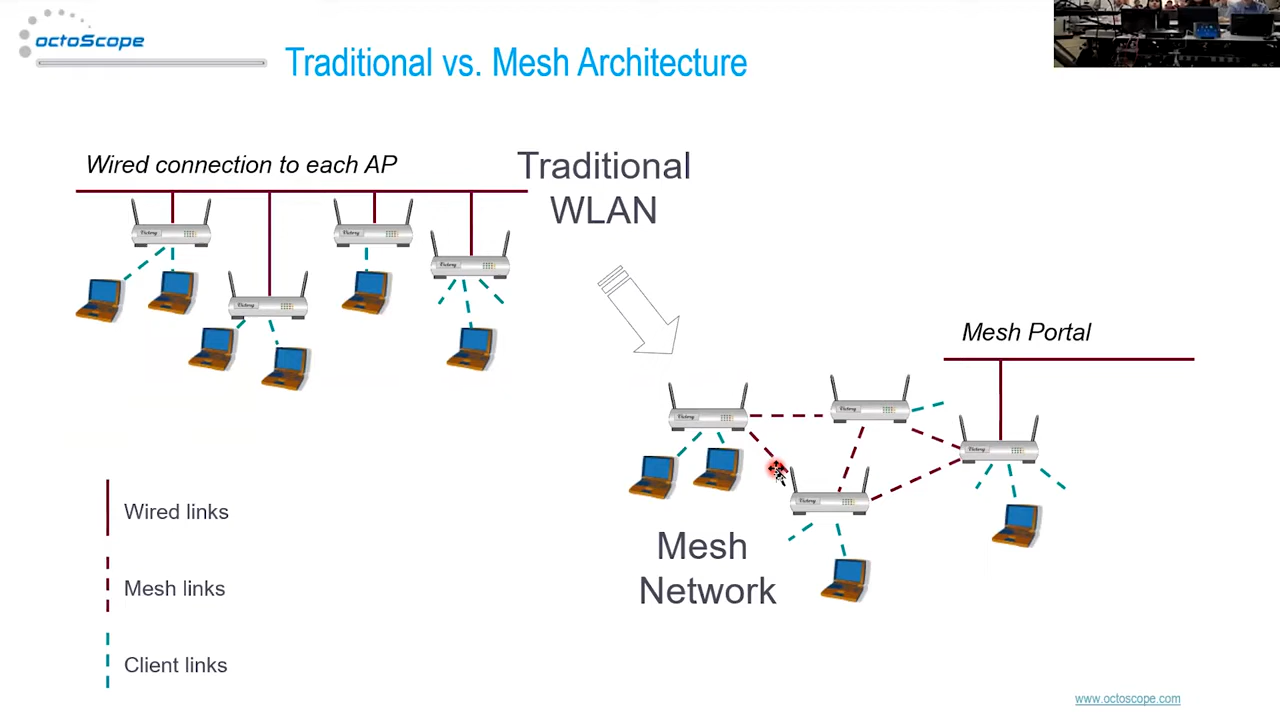 octoScope
Traditional vs. Mesh Architecture
Wired connection to each AP
Traditional
WLAN
Mesh Portal
Mesh
Network
Wired links
Mesh links
Client links
www.octoscope.com